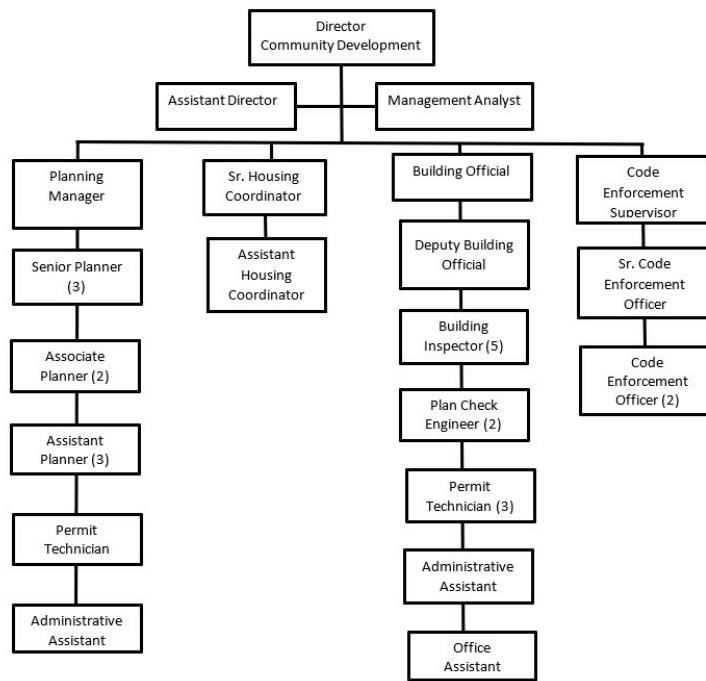 Director
Community Development
Assistant Director
Management Analyst
Planning
Manager
Sr. Housing
Coordinator
Building Official
Code
Enforcement
Supervisor
Senior Planner
(3)
Assistant
Housing
Coordinator
Deputy Building
Official
Sr. Code
Enforcement
Officer
Associate
Planner (2)
Building
Inspector (5)
Code
Enforcement
Officer (2)
Assistant
Planner (3)
Plan Check
Engineer (2)
Permit
Technician
Permit
Technician (3)
Administrative
Assistant
Administrative
Assistant
Office
Assistant